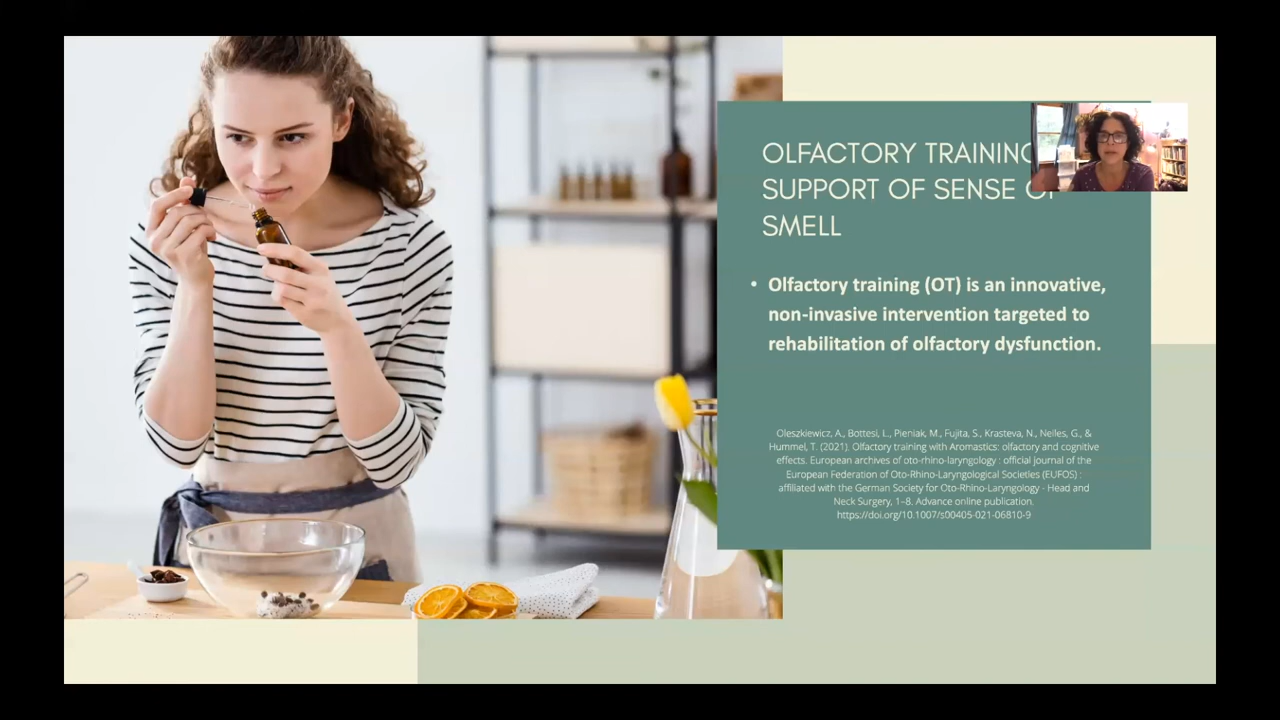 OLFACTORY TRAINING
SUPPORT OF SENSE OF
SMELL
• Olfactory training (OT) is an innovative,
non-invasive intervention targeted to
rehabilitation of olfactory dysfunction.
Oleszkiewicz, A., Bottesi, L., Pieniak, M., Fujita, S., Krasteva, N., Nelles, G., &
Hummel, T. (2021). Olfactory training with Aromastics: olfactory and cognitive
effects. European archives of oto-rhino-laryngology : official journal of the
European Federation of Oto-Rhino-Laryngological Societies (EUFOS) :
affiliated with the German Society for Oto-Rhino-Laryngology - Head and
Neck Surgery, 1–8. Advance online publication.
https://doi.org/10.1007/s00405-021-06810-9